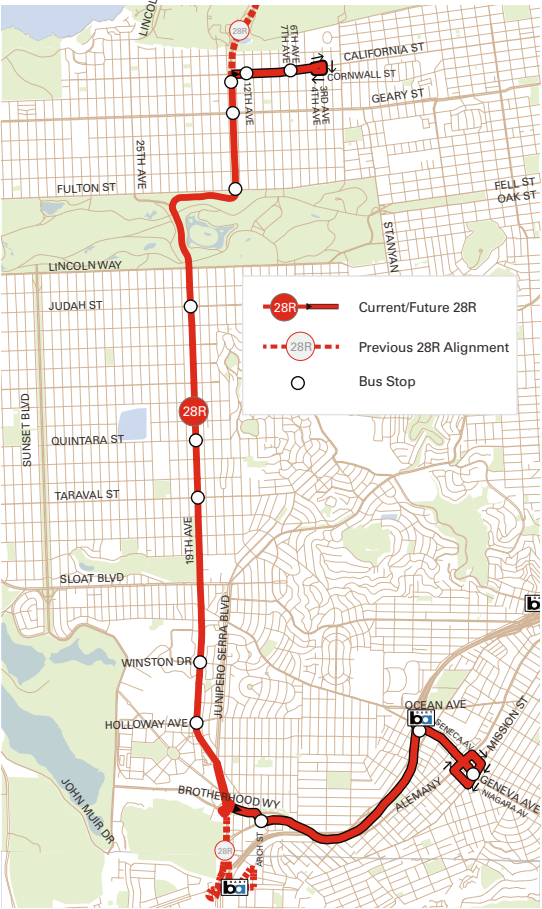 LINCOL
28R
6TH AVE
7TH AVE
CALIFORNIA ST
CORNWALL ST
12TH AVE
3RD AVE
4TH AVE
GEARY ST
25TH AVE
FULTON ST
FELL ST
OAK ST
STANYAN
LINCOLN WAY
JUDAH ST
28R
Current/Future 28R
28R
Previous 28R Alignment
Bus Stop
SUNSET BLVD
28R
QUINTARA ST
TARAVAL ST
19TH AVE
SLOAT BLVD
JUNIPERO SERRA BLVD
b
WINSTON DR
OCEAN AVE
ba
HOLLOWAY AVE
SENECA AV
MISSION ST
GENEVA AVE
NIAGARA AV
JOHN MUIR DR
BROTHERHOOD WY
ALEMANY
ARCH ST
28R
ba